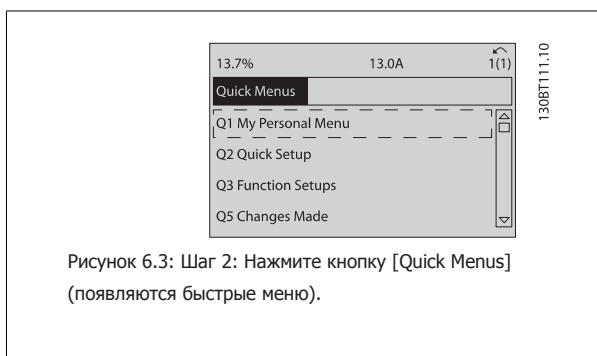 13.7% 13.0A 1(1)
Quick Menus
Q1 My Personal Menu
Q2 Quick Setup
Q3 Function Setups
Q5 Changes Made
130BT111.10
Рисунок 6.3: Шаг 2: Нажмите кнопку [Quick Menus]
(появляются быстрые меню).